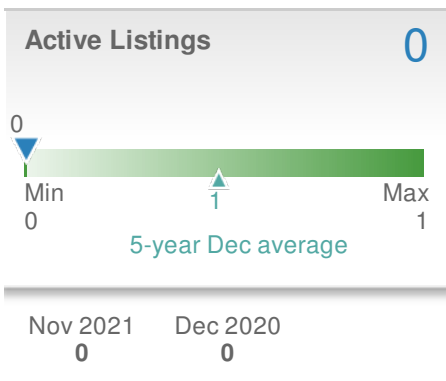 Active Listings 0
0
Min Max
1
0 1
5-year Dec average
Nov 2021 Dec 2020
0 0